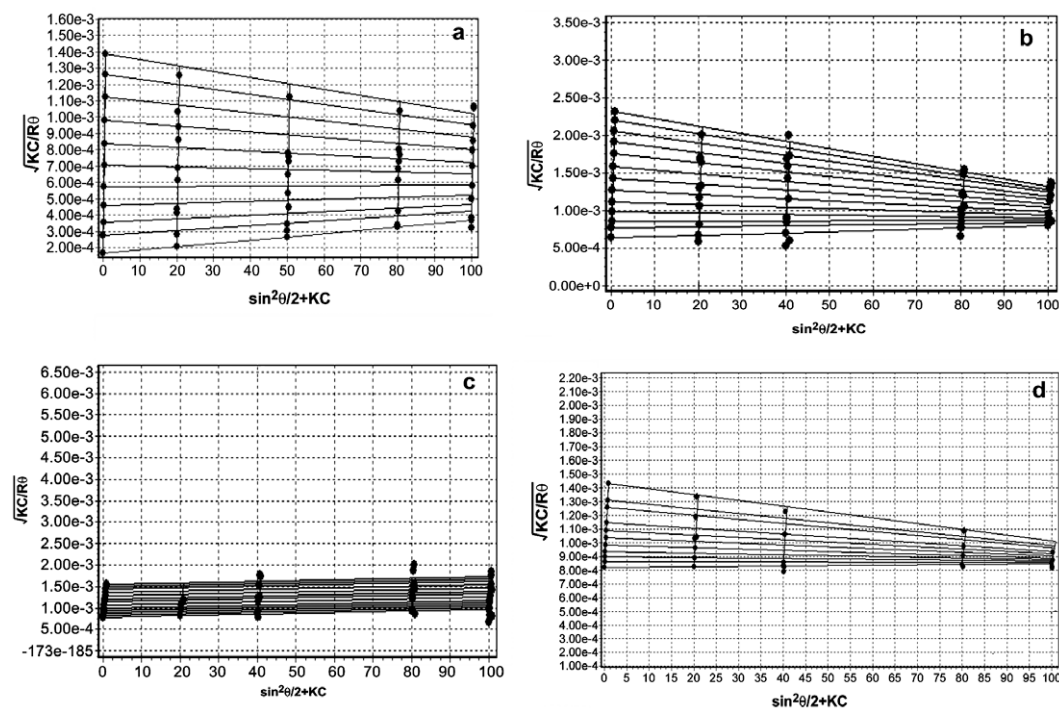 a
√KC/Rθ
1.60e-3
1.50e-3
1.40e-3
1.30e-3
1.20e-3
1.10e-3
1.00e-3
9.00e-4
8.00e-4
7.00e-4
6.00e-4
5.00e-4
4.00e-4
3.00e-4
2.00e-4
0 10 20 30 40 50 60 70 80 90 100
sin²θ/2+KC
b
√KC/Rθ
3.50e-3
3.00e-3
2.50e-3
2.00e-3
1.50e-3
1.00e-3
5.00e-4
0.00e+0
0 10 20 30 40 50 60 70 80 90 100
sin²θ/2+KC
c
√KC/Rθ
6.50e-3
6.00e-3
5.50e-3
5.00e-3
4.50e-3
4.00e-3
3.50e-3
3.00e-3
2.50e-3
2.00e-3
1.50e-3
1.00e-3
5.00e-4
-173e-185
0 10 20 30 40 50 60 70 80 90 100
sin²θ/2+KC
d
√KC/Rθ
2.20e-3
2.10e-3
2.00e-3
1.90e-3
1.80e-3
1.70e-3
1.60e-3
1.50e-3
1.40e-3
1.30e-3
1.20e-3
1.10e-3
1.00e-3
9.00e-4
8.00e-4
7.00e-4
6.00e-4
5.00e-4
4.00e-4
3.00e-4
2.00e-4
1.00e-4
0 5 10 15 20 25 30 35 40 45 50 55 60 65 70 75 80 85 90 95 100
sin²θ/2+KC